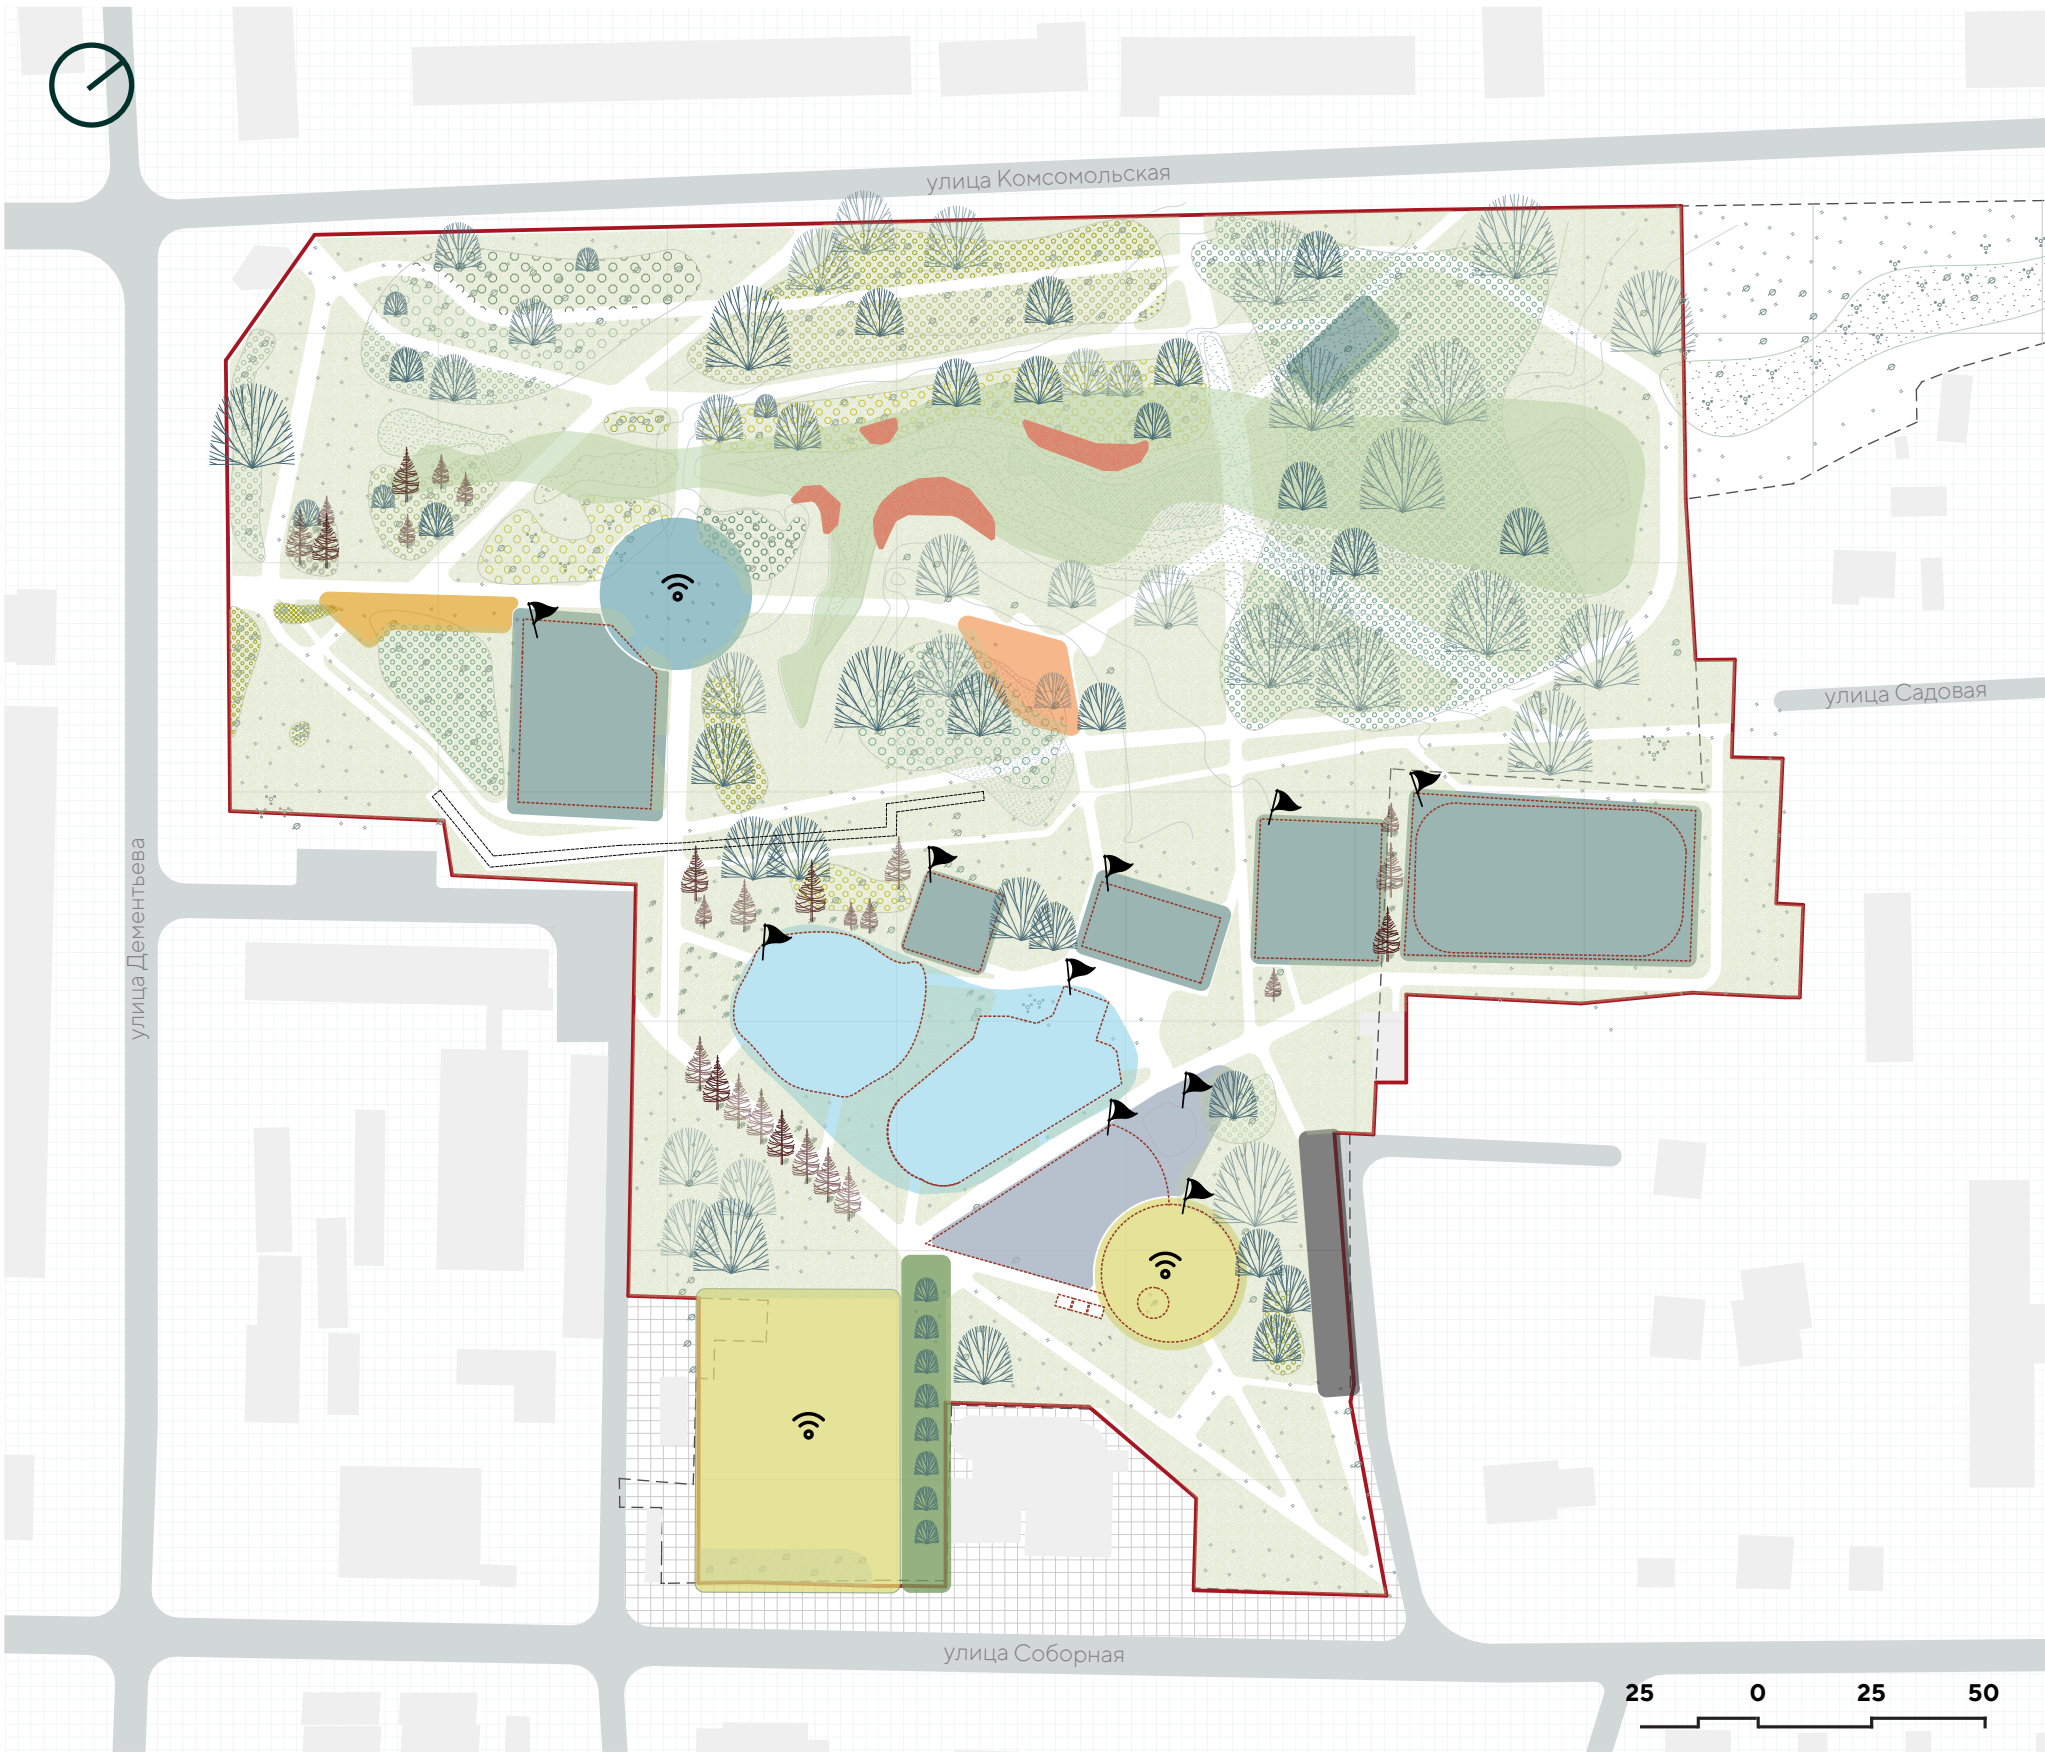 улица Комсомольская
улица Садовая
улица Дементьева
улица Соборная
25 0 25 50